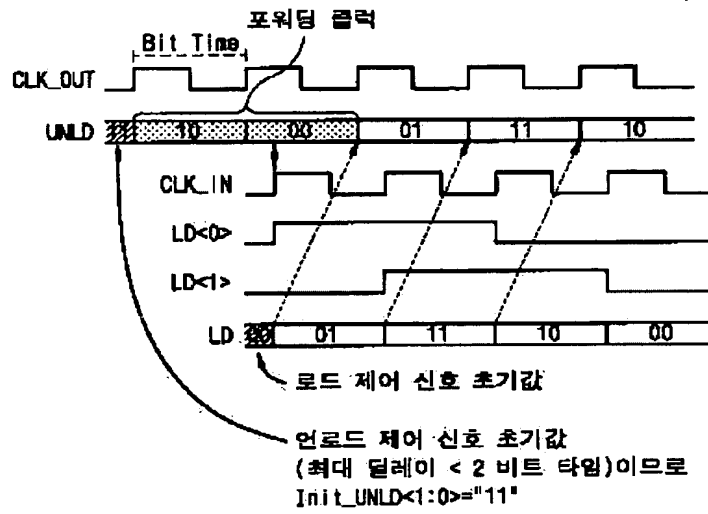 포워딩 클럭
Bit Time
CLK_OUT
UNLD 11 10 00 01 11 10
CLK_IN
LD<0>
LD<1>
LD 00 01 11 10 00
로드 제어 신호 초기값
언로드 제어 신호 초기값
(최대 딜레이 < 2 비트 타임)이므로
Init_UNLD<1:0>="11"